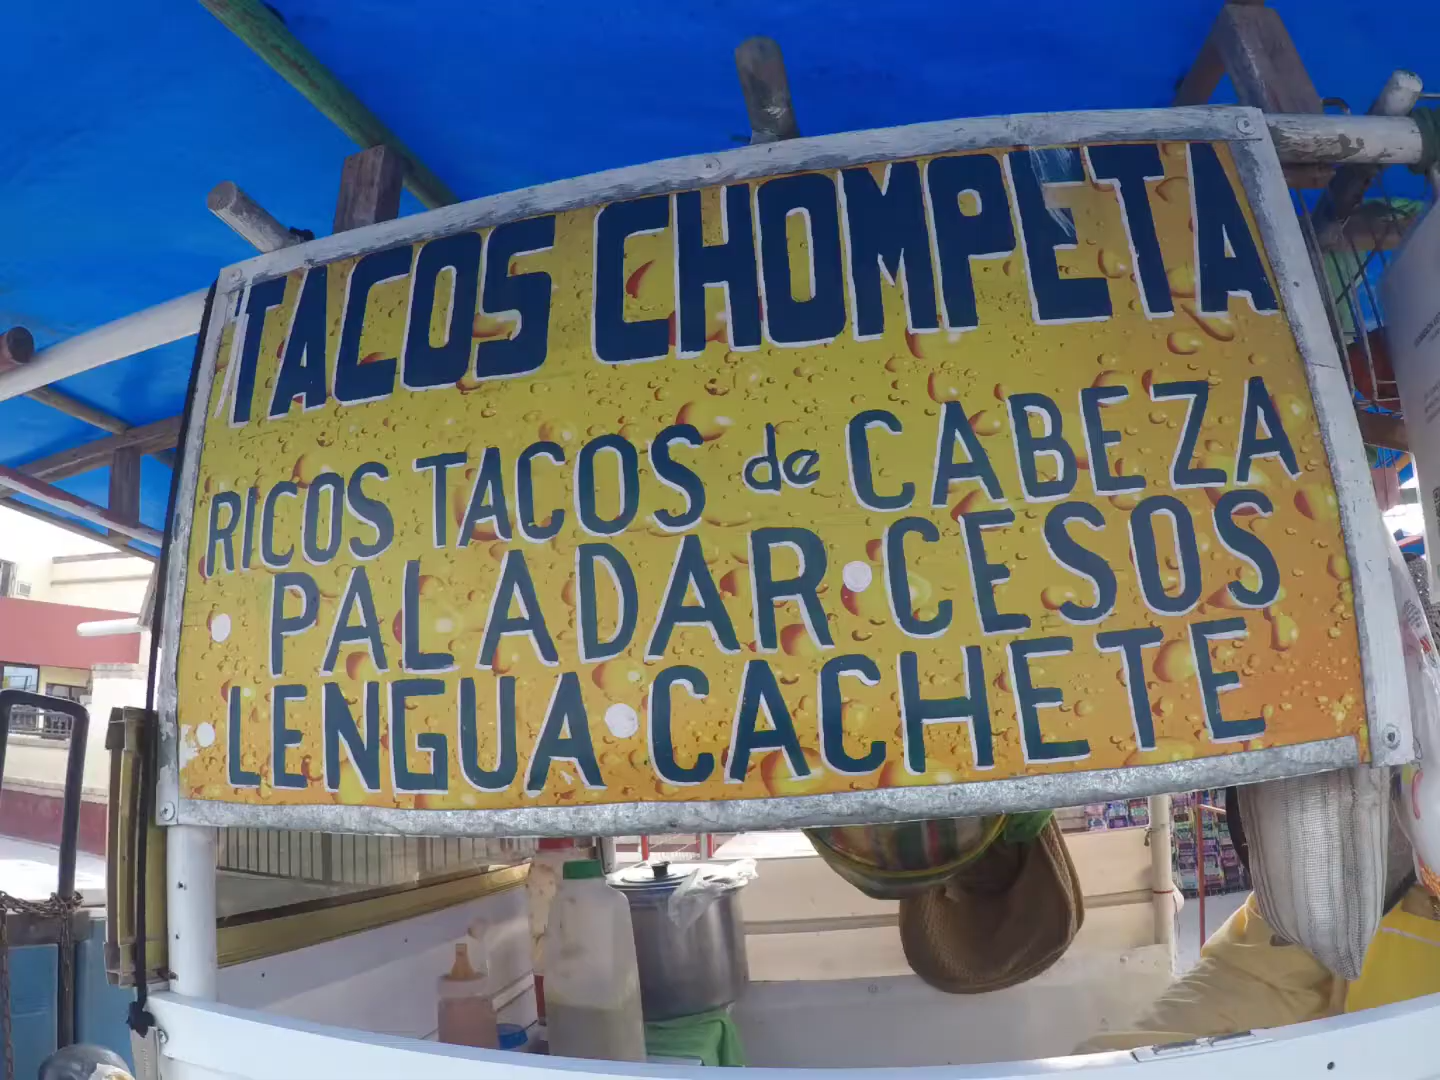 TACOS CHOMPETA
RICOS TACOS de CABEZA
• PALADAR • CESOS
• LENGUA • CACHETE